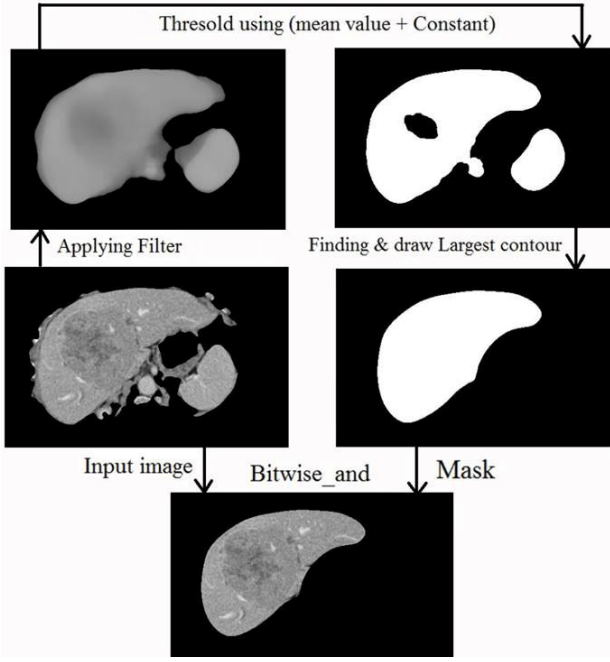 Thresold using (mean value + Constant)
Applying Filter
Finding & draw Largest contour
Input image
Bitwise_and
Mask